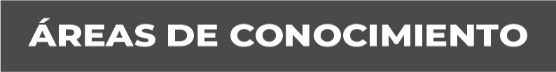 ÁREAS DE CONOCIMIENTO